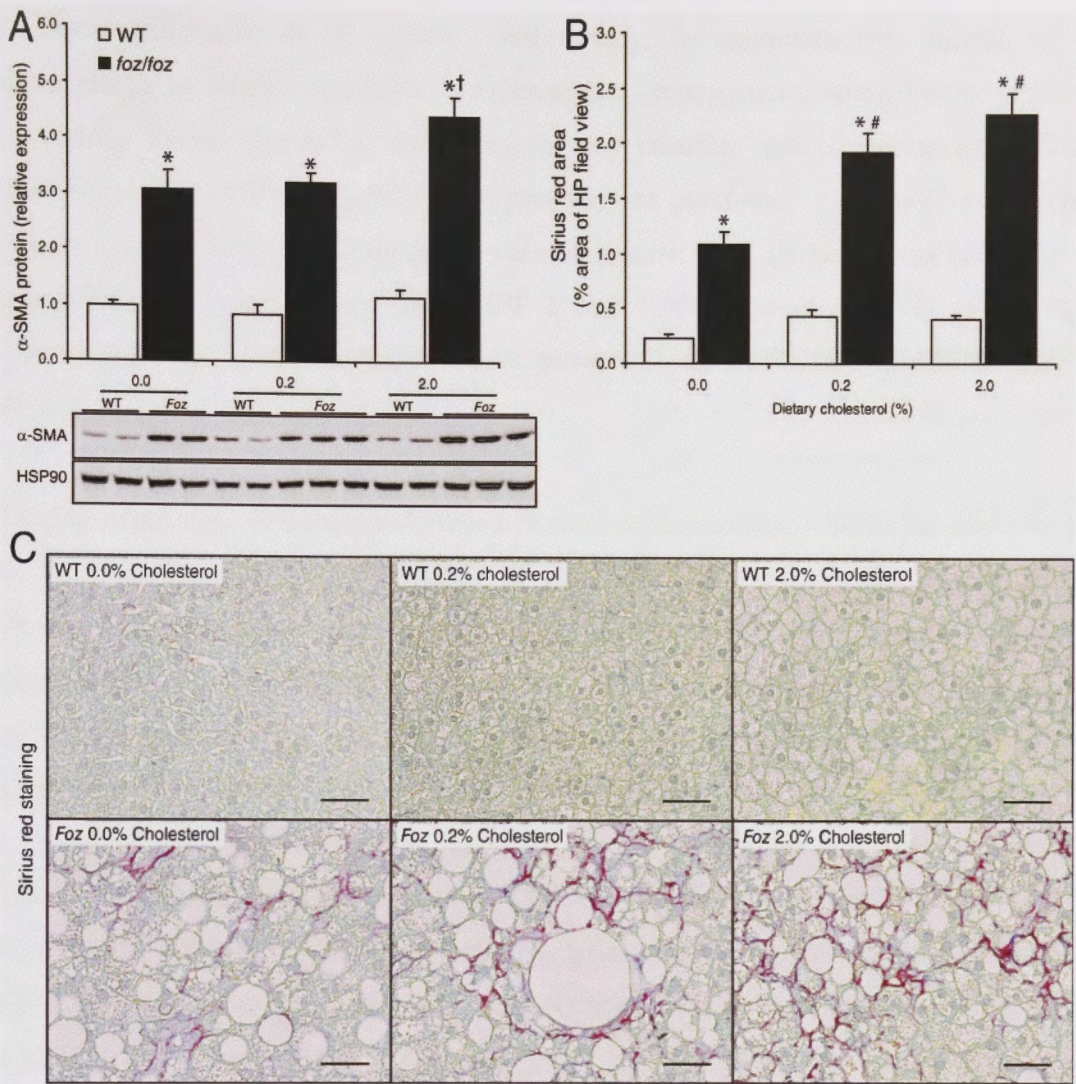 A
6.0
5.0
4.0
3.0
2.0
1.0
0.0
α-SMA protein (relative expression)
WT
foz/foz
*
*
*†
0.0 0.2 2.0
WT Foz WT Foz WT Foz
α-SMA
HSP90
B
3.0
2.5
2.0
1.5
1.0
0.5
0.0
Sirius red area
(% area of HP field view)
*
* #
* #
0.0 0.2 2.0
Dietary cholesterol (%)
C
Sirius red staining
WT 0.0% Cholesterol
WT 0.2% cholesterol
WT 2.0% Cholesterol
Foz 0.0% Cholesterol
Foz 0.2% Cholesterol
Foz 2.0% Cholesterol